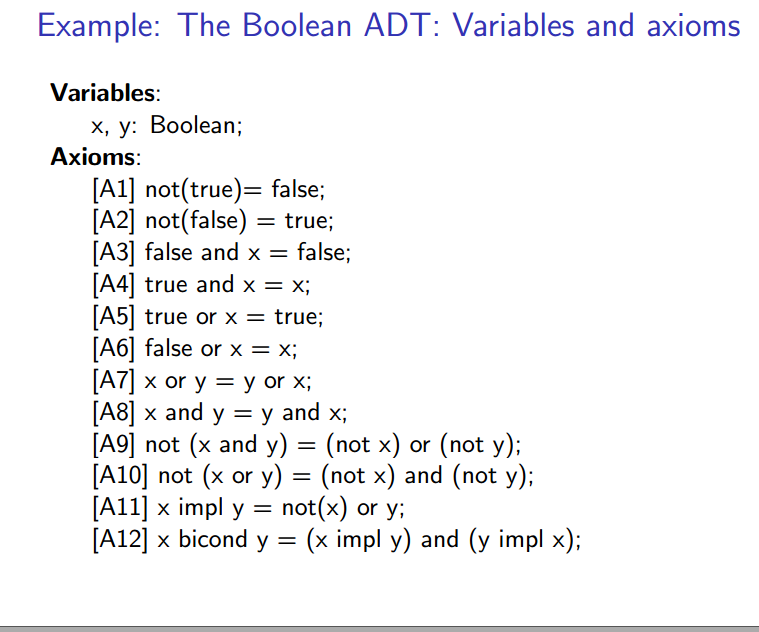 Example: The Boolean ADT: Variables and axioms
Variables:
x, y: Boolean;
Axioms:
[A1] not(true)= false;
[A2] not(false) = true;
[A3] false and x = false;
[A4] true and x = x;
[A5] true or x = true;
[A6] false or x = x;
[A7] x or y = y or x;
[A8] x and y = y and x;
[A9] not (x and y) = (not x) or (not y);
[A10] not (x or y) = (not x) and (not y);
[A11] x impl y = not(x) or y;
[A12] x bicond y = (x impl y) and (y impl x);